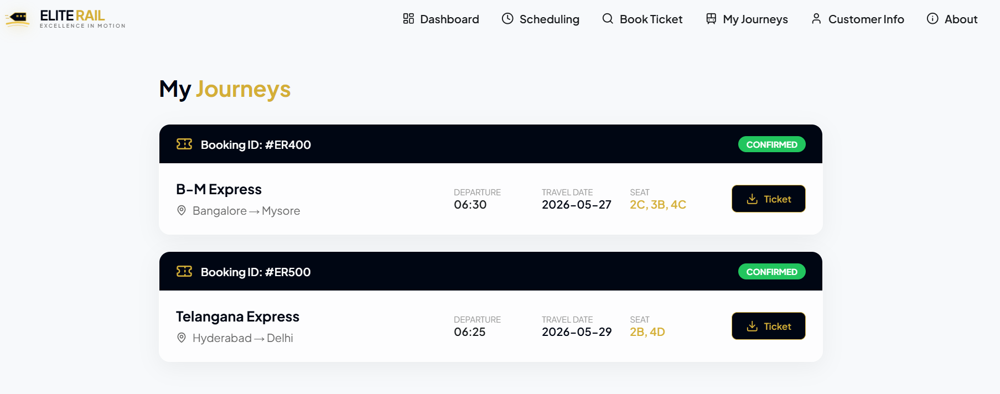 ELITE RAIL
EXCELLENCE IN MOTION
Dashboard
Scheduling
Book Ticket
My Journeys
Customer Info
About
My Journeys
Booking ID: #ER400
CONFIRMED
B-M Express
Bangalore → Mysore
DEPARTURE
06:30
TRAVEL DATE
2026-05-27
SEAT
2C, 3B, 4C
Ticket
Booking ID: #ER500
CONFIRMED
Telangana Express
Hyderabad → Delhi
DEPARTURE
06:25
TRAVEL DATE
2026-05-29
SEAT
2B, 4D
Ticket